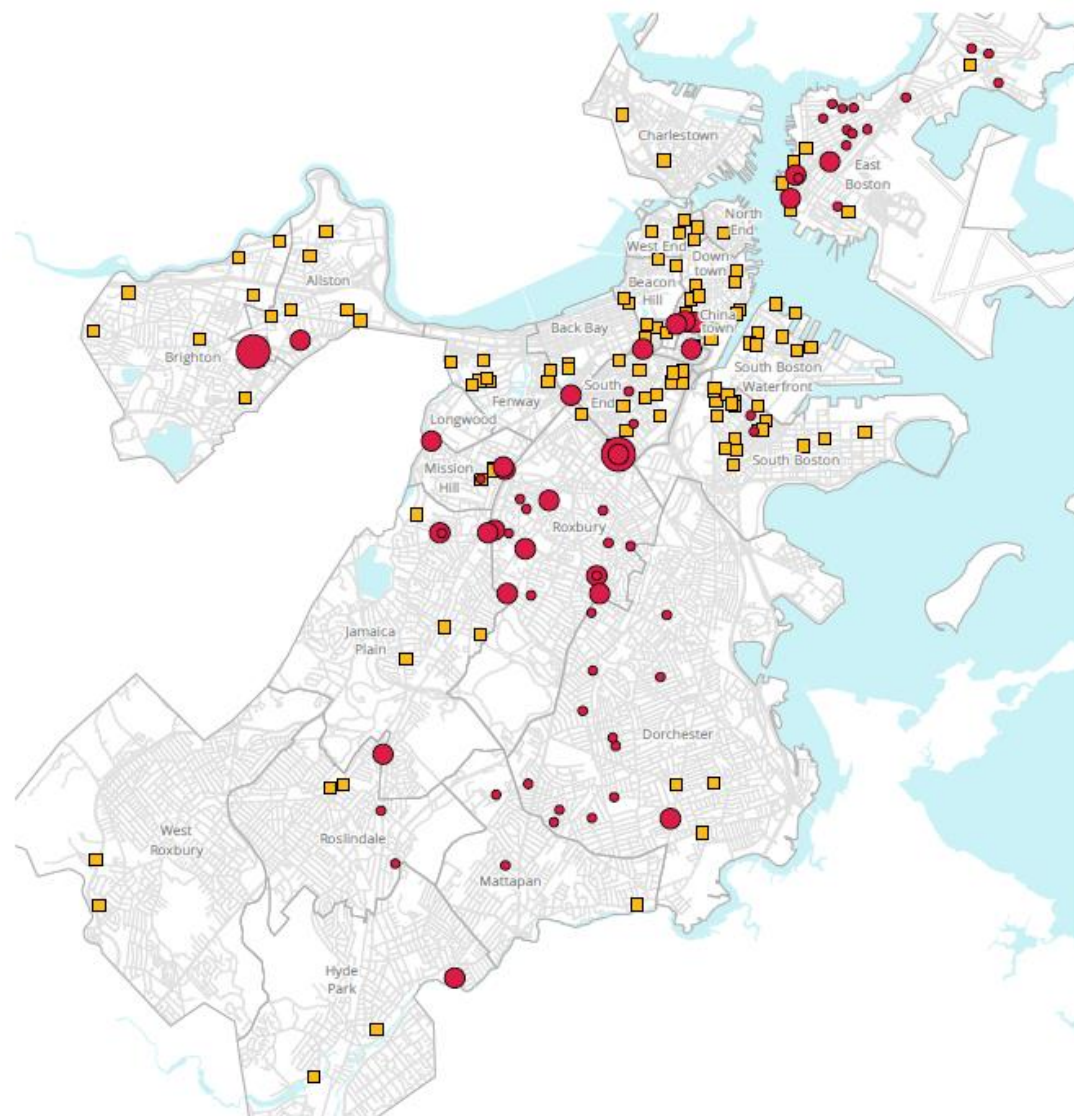 Charlestown
East
Boston
North
End
West End
Down
town
Beacon
Hill
China
town
Allston
Back Bay
Brighton
South Boston
Waterfront
South
End
Fenway
Longwood
South Boston
Mission
Hill
Roxbury
Jamaica
Plain
Dorchester
West
Roxbury
Roslindale
Mattapan
Hyde
Park